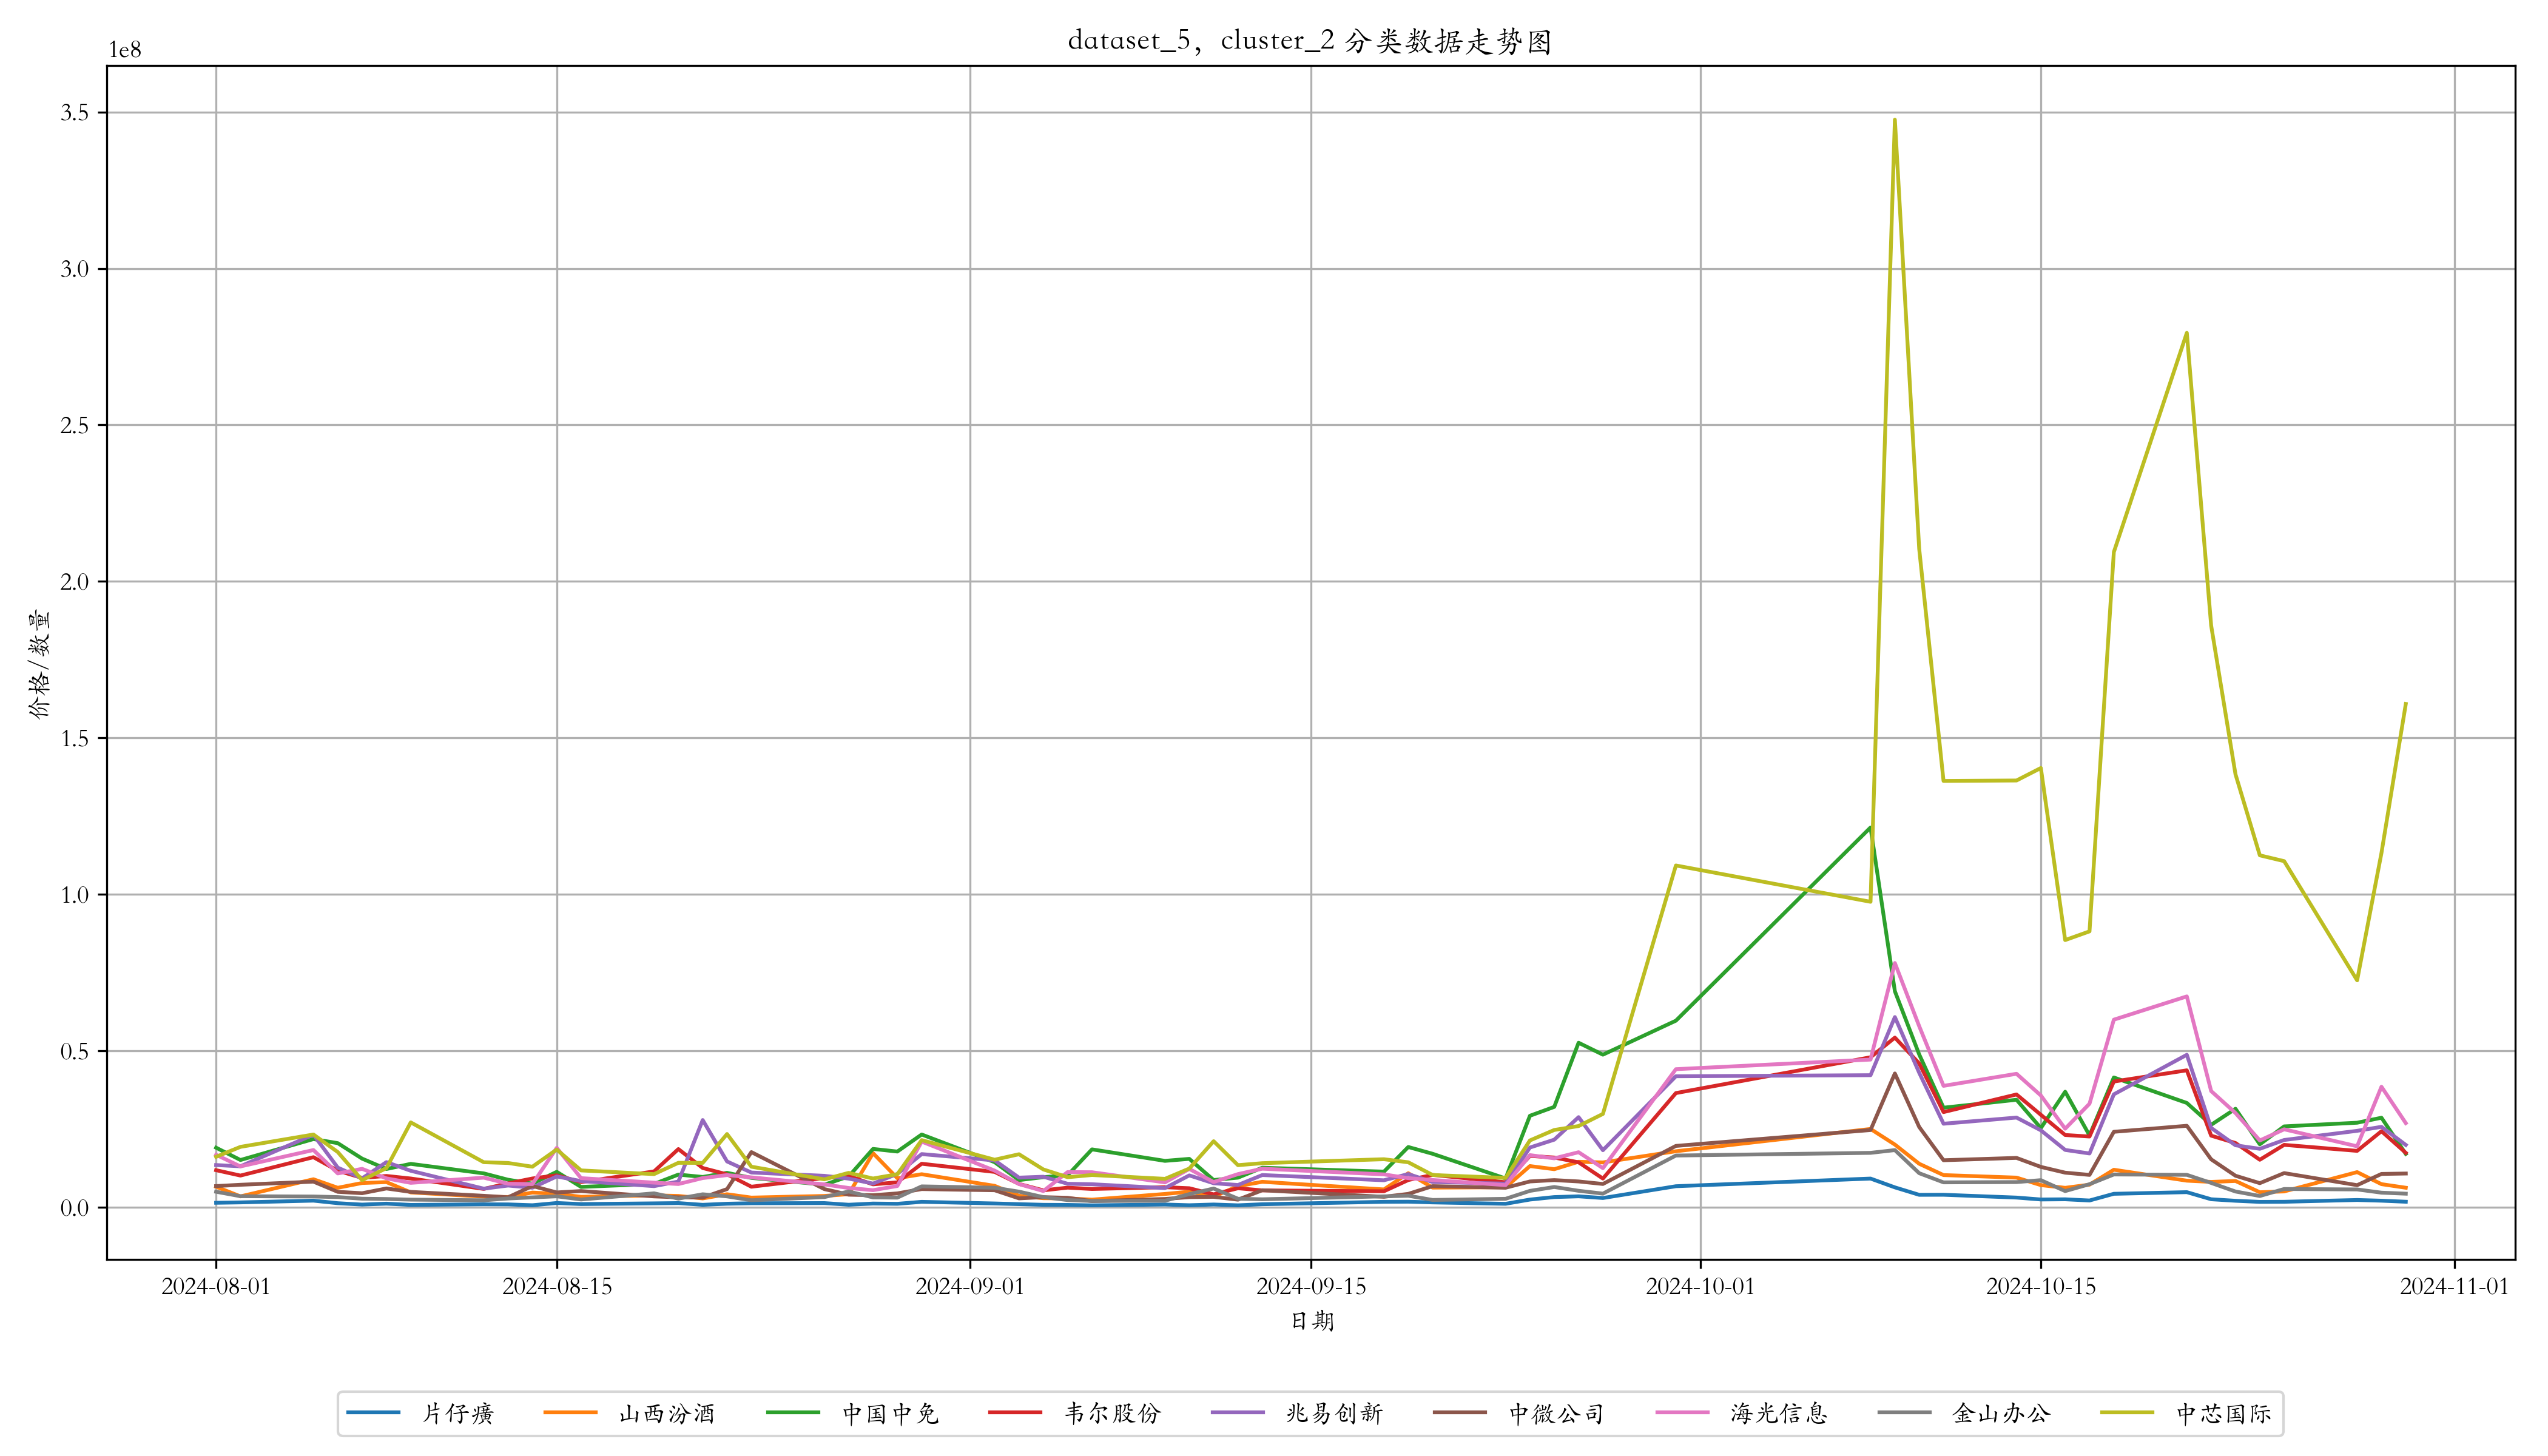 dataset_5, cluster_2 分类数据走势图
1e8
3.5
3.0
2.5
2.0
1.5
1.0
0.5
0.0
价格/数量
2024-08-01 2024-08-15 2024-09-01 2024-09-15 2024-10-01 2024-10-15 2024-11-01
日期
片仔癀 山西汾酒 中国中免 韦尔股份 兆易创新 中微公司 海光信息 金山办公 中芯国际